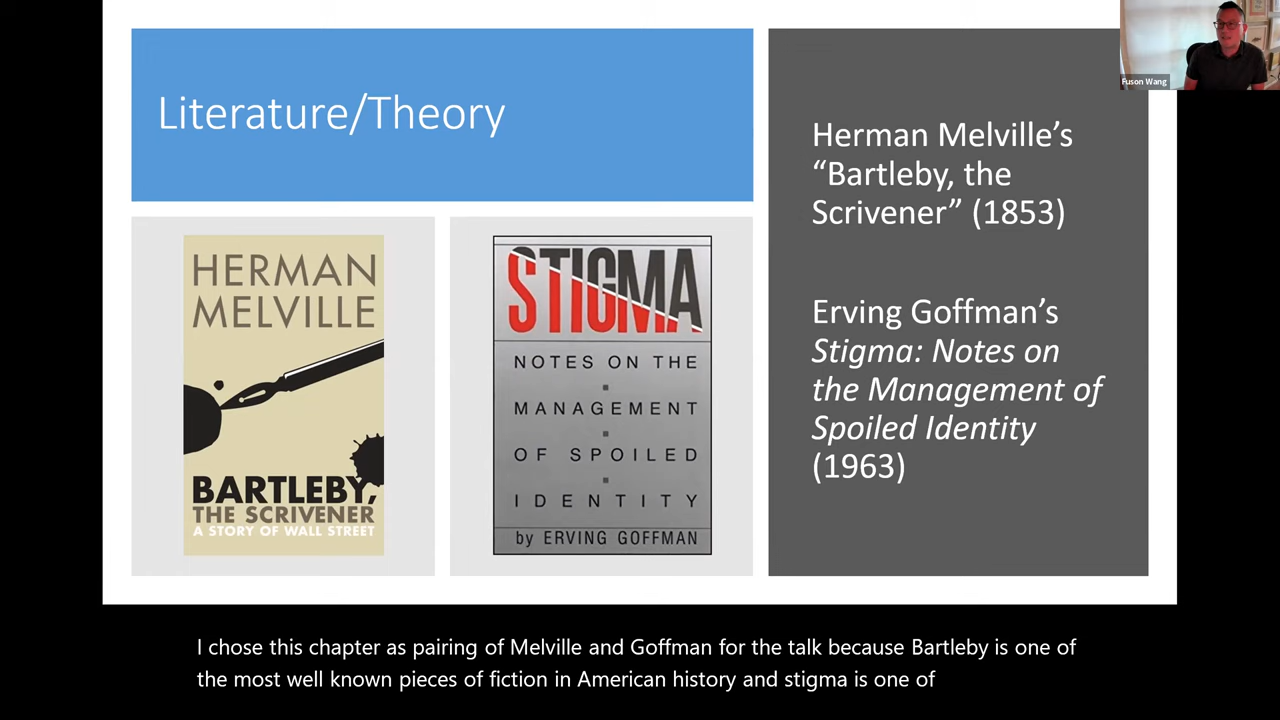 Literature/Theory
HERMAN
MELVILLE
BARTLEBY,
THE SCRIVENER
A STORY OF WALL STREET
STIGMA
NOTES ON THE
MANAGEMENT
OF SPOILED
IDENTITY
by ERVING GOFFMAN
Herman Melville’s
“Bartleby, the
Scrivener” (1853)
Erving Goffman’s
Stigma: Notes on
the Management of
Spoiled Identity
(1963)
Fuson Wang
I chose this chapter as pairing of Melville and Goffman for the talk because Bartleby is one of
the most well known pieces of fiction in American history and stigma is one of